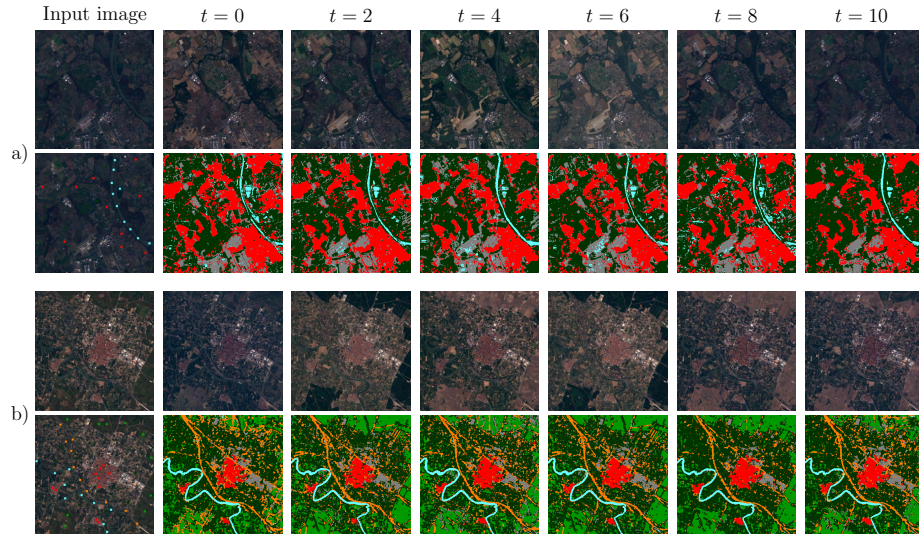 Input image t = 0 t = 2 t = 4 t = 6 t = 8 t = 10
a)
b)